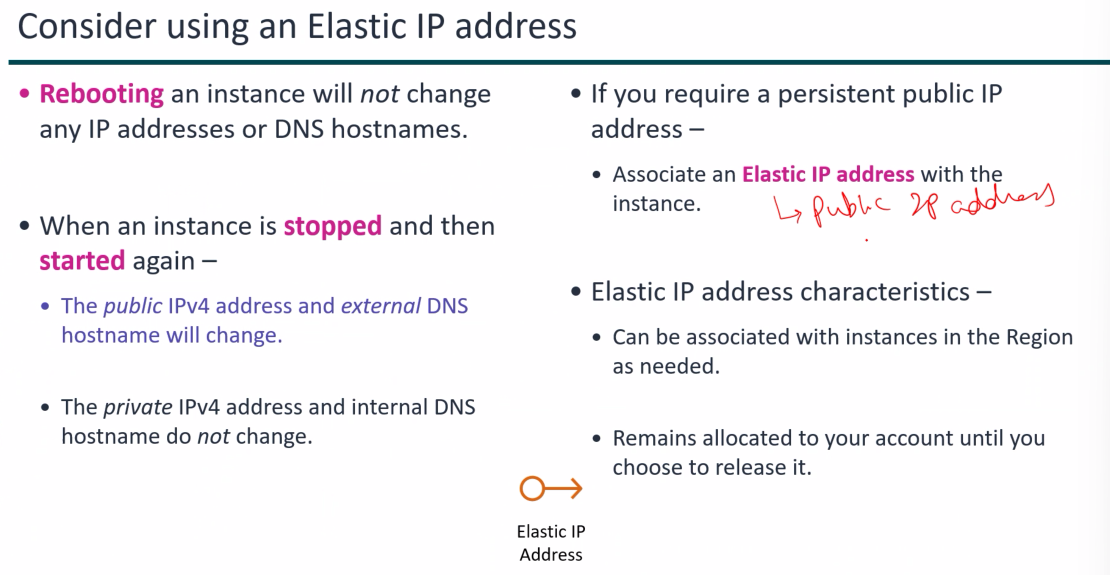 Consider using an Elastic IP address
• Rebooting an instance will not change
any IP addresses or DNS hostnames.
• When an instance is stopped and then
started again –
• The public IPv4 address and external DNS
hostname will change.
• The private IPv4 address and internal DNS
hostname do not change.
• If you require a persistent public IP
address –
• Associate an Elastic IP address with the
instance.
↳ public IP address
• Elastic IP address characteristics –
• Can be associated with instances in the Region
as needed.
• Remains allocated to your account until you
choose to release it.
Elastic IP
Address